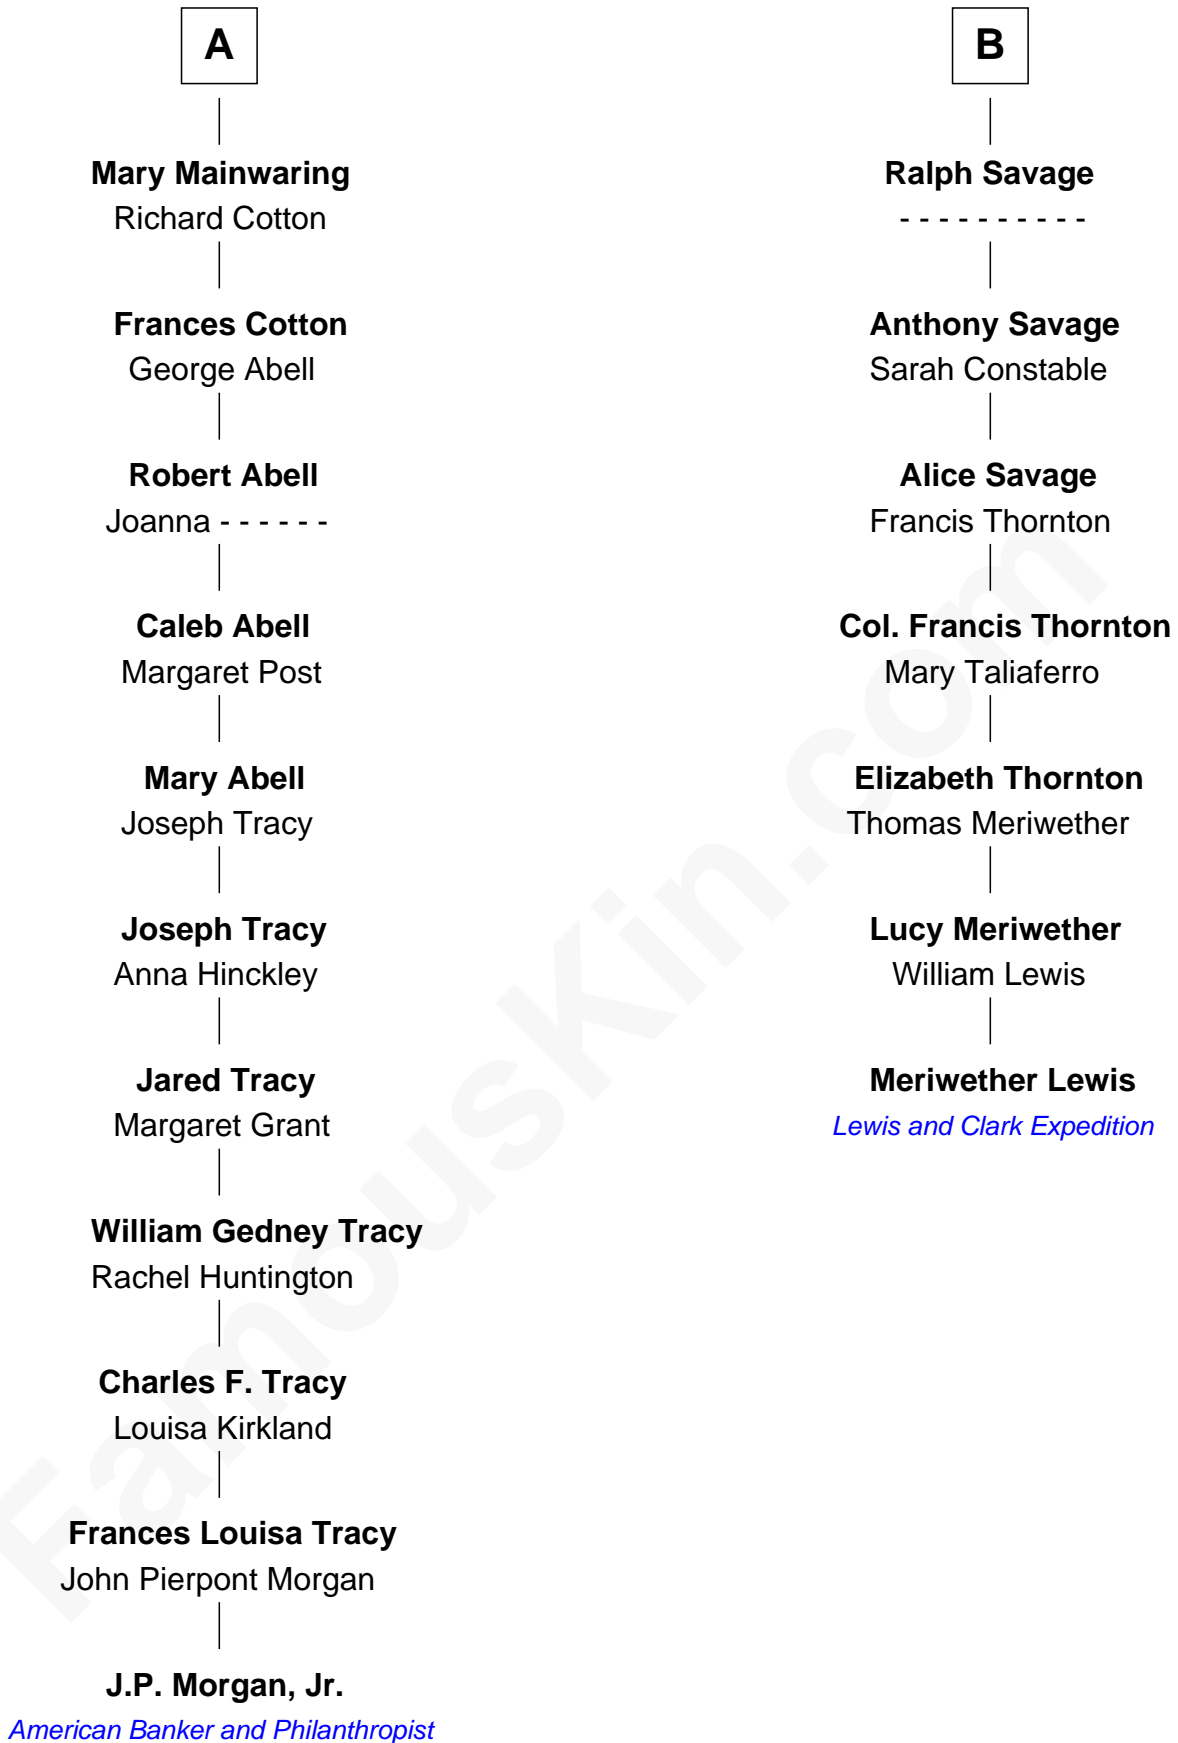 A
Mary Mainwaring
Richard Cotton
Frances Cotton
George Abell
Robert Abell
Joanna - - - - - -
Caleb Abell
Margaret Post
Mary Abell
Joseph Tracy
Joseph Tracy
Anna Hinckley
Jared Tracy
Margaret Grant
William Gedney Tracy
Rachel Huntington
Charles F. Tracy
Louisa Kirkland
Frances Louisa Tracy
John Pierpont Morgan
J.P. Morgan, Jr.
American Banker and Philanthropist
B
Ralph Savage
- - - - - - - - - -
Anthony Savage
Sarah Constable
Alice Savage
Francis Thornton
Col. Francis Thornton
Mary Taliaferro
Elizabeth Thornton
Thomas Meriwether
Lucy Meriwether
William Lewis
Meriwether Lewis
Lewis and Clark Expedition
FamousKin.com